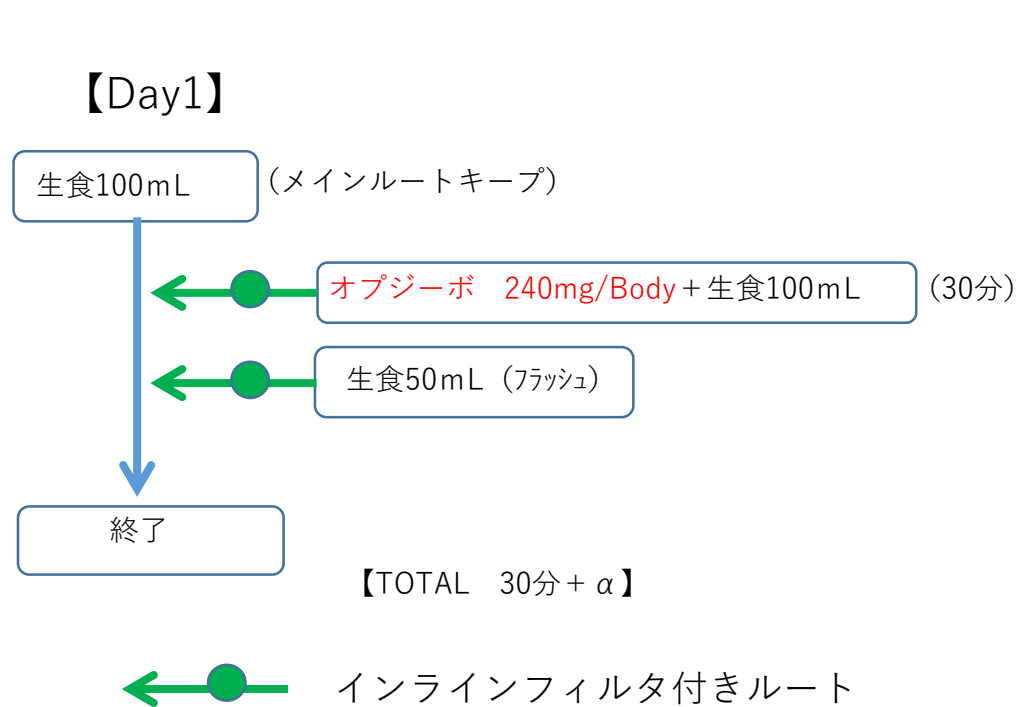 【Day1】
生食100mL (メインルートキープ)
オプジーボ　240mg/Body+生食100mL (30分)
生食50mL (ﾌﾗｯｼｭ)
終了
【TOTAL　30分+α】
インラインフィルタ付きルート